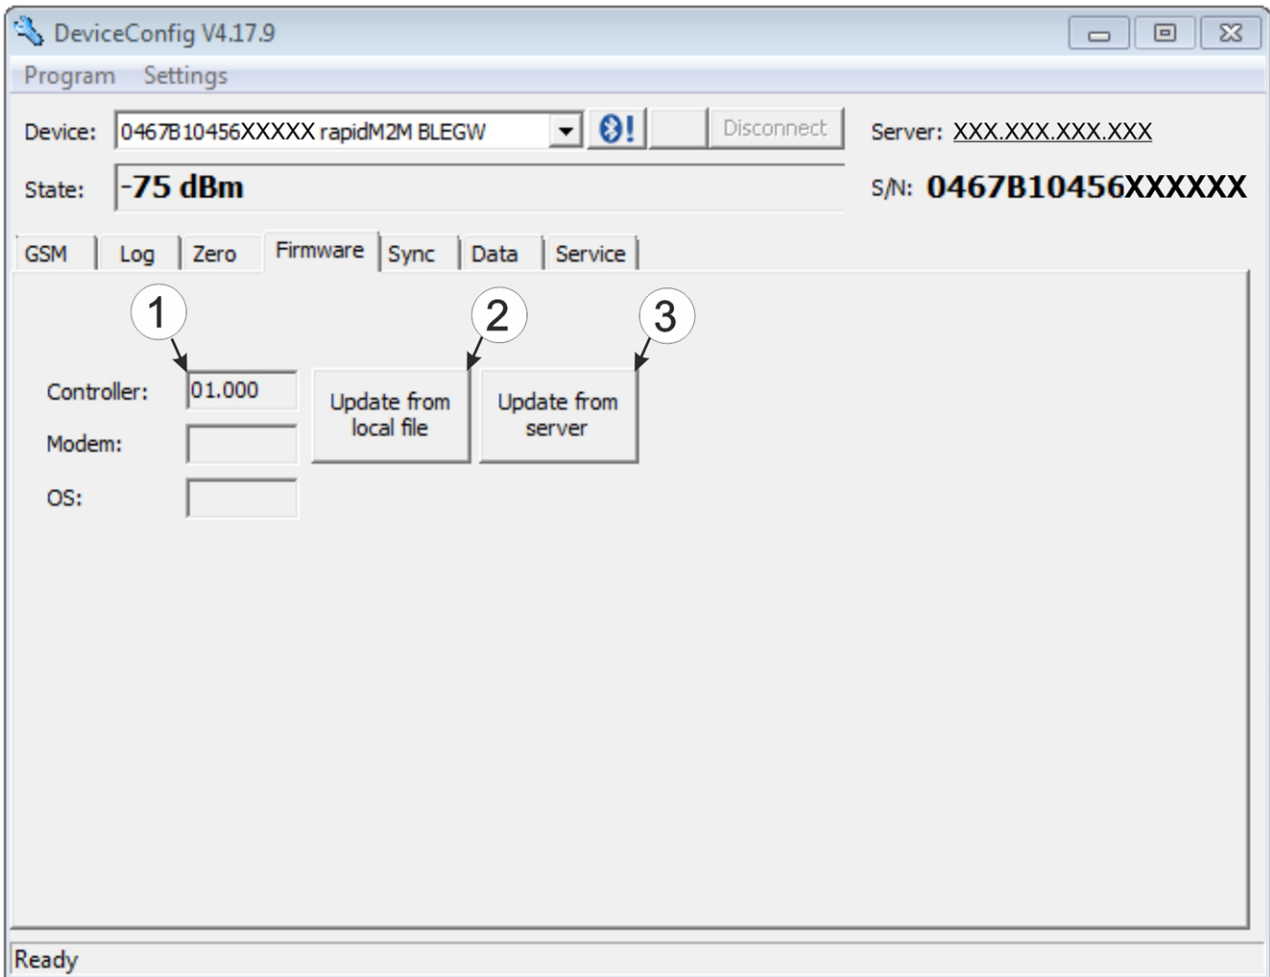 DeviceConfig V4.17.9
Program Settings
Device: 0467B10456XXXXX rapidM2M BLEGW ! Disconnect Server: XXX.XXX.XXX.XXX
State: -75 dBm S/N: 0467B10456XXXXXX
GSM Log Zero Firmware Sync Data Service
1 2 3
Controller: 01.000
Update from local file
Update from server
Modem:
OS:
Ready